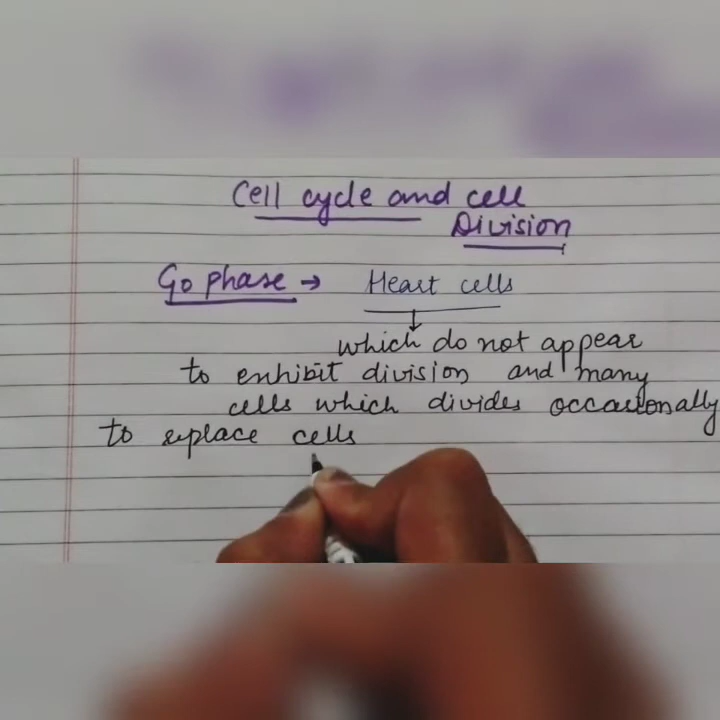 Cell cycle and cell
Division
Go phase → Heart cells
which do not appear
to enhibit division and many
cells which divides occasionally
to replace cells